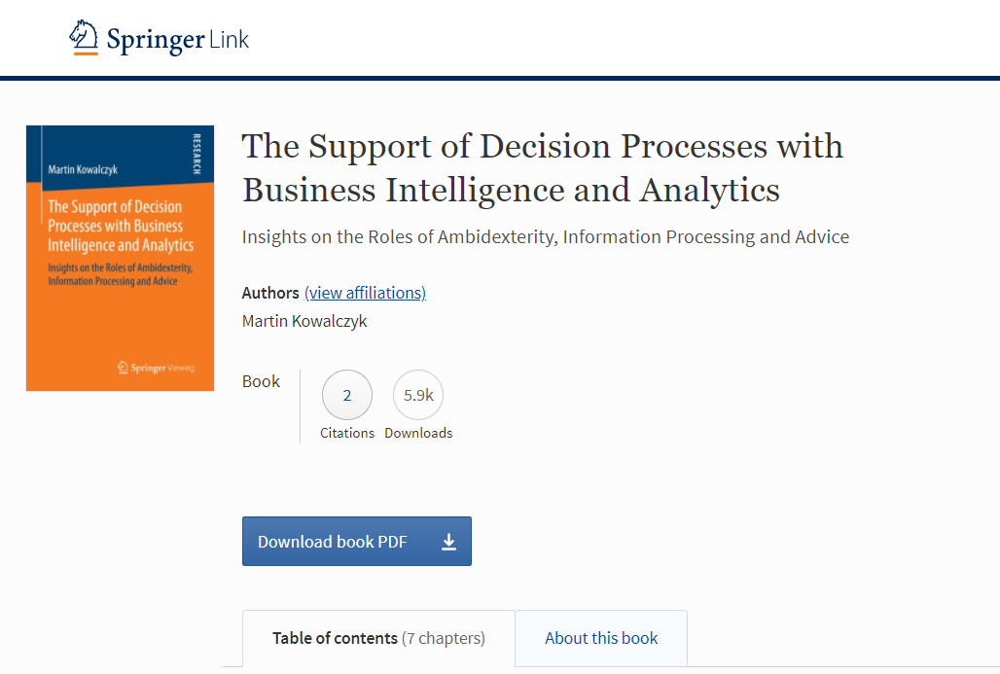 Springer Link
RESEARCH
Martin Kowalczyk
The Support of Decision
Processes with Business
Intelligence and Analytics
Insights on the Roles of Ambidexterity,
Information Processing and Advice
Springer Vieweg
The Support of Decision Processes with
Business Intelligence and Analytics
Insights on the Roles of Ambidexterity, Information Processing and Advice
Authors (view affiliations)
Martin Kowalczyk
Book
2 5.9k
Citations Downloads
Download book PDF
Table of contents (7 chapters) About this book